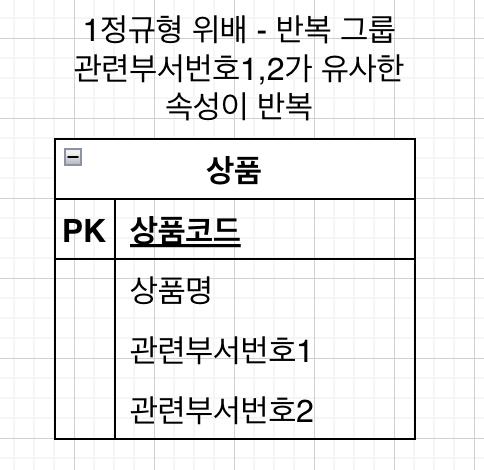 1정규형 위배 - 반복 그룹
관련부서번호1,2가 유사한
속성이 반복
상품
PK 상품코드
상품명
관련부서번호1
관련부서번호2